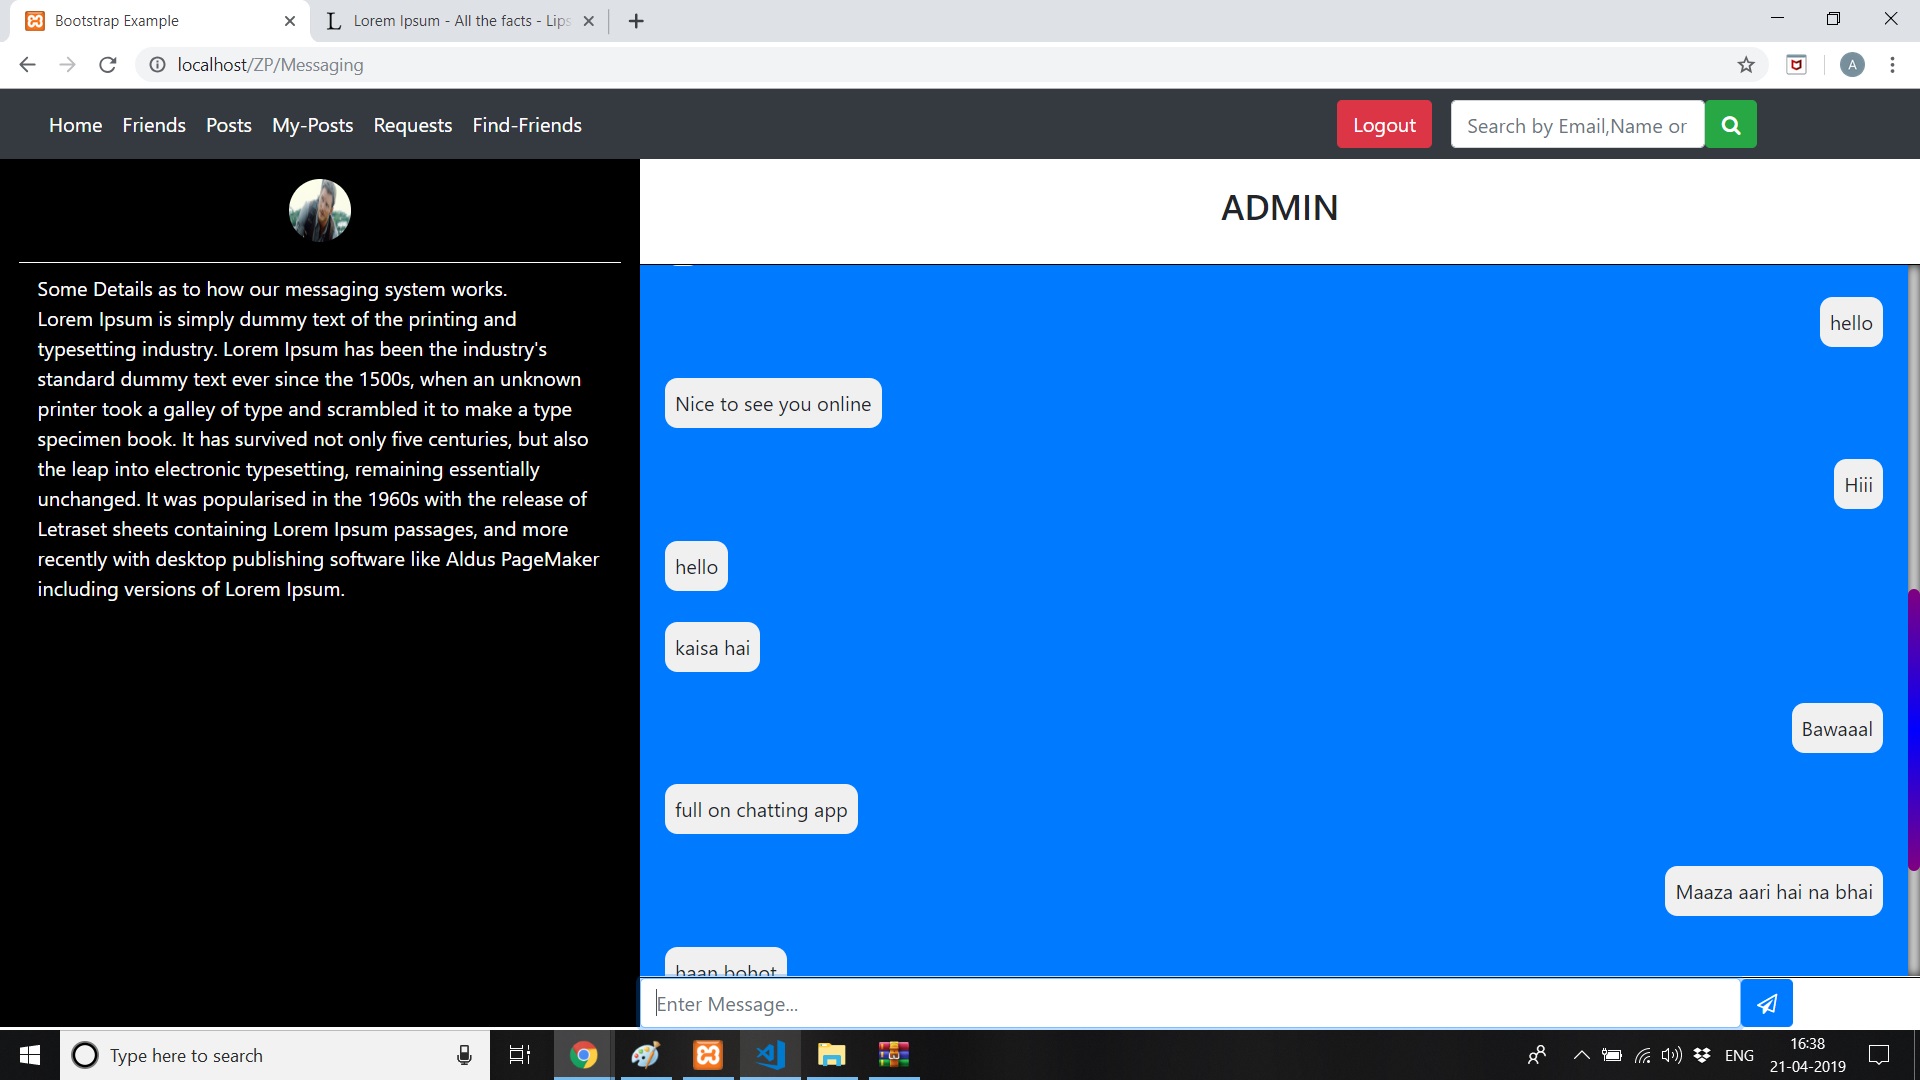 Bootstrap Example
Lorem Ipsum - All the facts - Lips
localhost/ZP/Messaging
A
Home Friends Posts My-Posts Requests Find-Friends Logout Search by Email,Name or
ADMIN
Some Details as to how our messaging system works.
Lorem Ipsum is simply dummy text of the printing and
typesetting industry. Lorem Ipsum has been the industry's
standard dummy text ever since the 1500s, when an unknown
printer took a galley of type and scrambled it to make a type
specimen book. It has survived not only five centuries, but also
the leap into electronic typesetting, remaining essentially
unchanged. It was popularised in the 1960s with the release of
Letraset sheets containing Lorem Ipsum passages, and more
recently with desktop publishing software like Aldus PageMaker
including versions of Lorem Ipsum.
hello
Nice to see you online
Hiii
hello
kaisa hai
Bawaaal
full on chatting app
Maaza aari hai na bhai
haan bohot
Enter Message...
Type here to search
ENG
16:38
21-04-2019